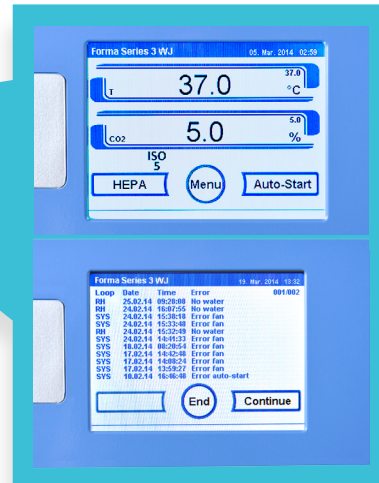 Forma Series 3 WJ 05. Mar. 2014 02:59
37.0
T 37.0 °C
5.0
CO2 5.0 %
ISO
5
HEPA Menu Auto-Start
Forma Series 3 WJ 19. Mar. 2014 13:32
Loop Date Time Error 001/002
RH 25.02.14 09:20:08 No water
RH 24.02.14 16:07:55 No water
SYS 24.02.14 15:38:18 Error fan
SYS 24.02.14 15:33:48 Error fan
RH 24.02.14 15:32:49 No water
SYS 24.02.14 14:41:33 Error fan
SYS 18.02.14 08:20:54 Error fan
SYS 17.02.14 14:42:48 Error fan
SYS 17.02.14 14:08:24 Error fan
SYS 17.02.14 13:59:27 Error fan
SYS 10.02.14 16:46:48 Error auto-start
End Continue